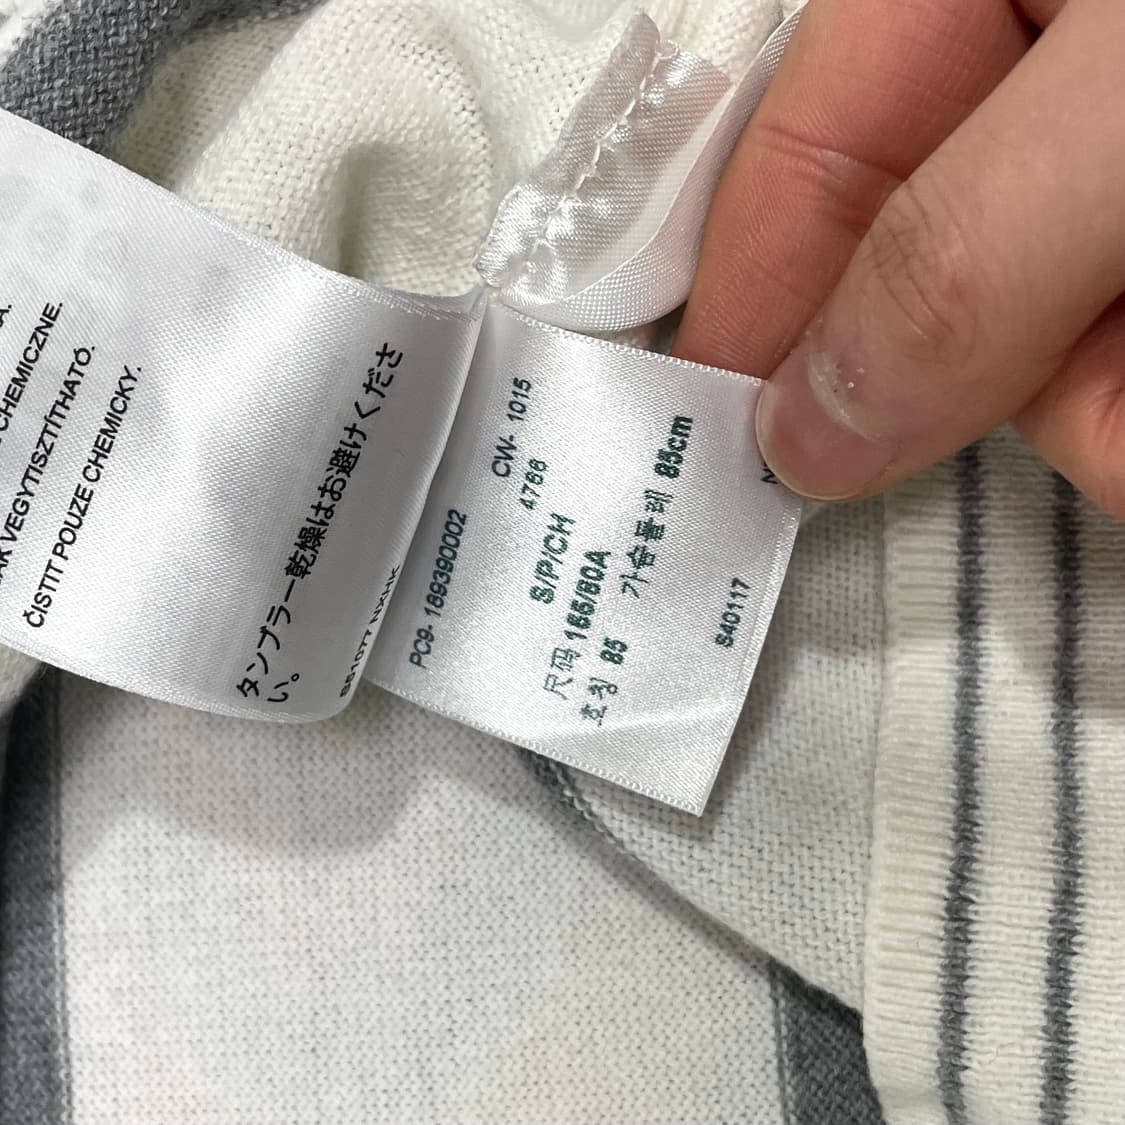 CHEMICZNE.
VEGYTISZTÍTHATÓ.
ČISTIT POUZE CHEMICKY.
タンブラー乾燥はお避けくださ
い。
PC9- 189390002
CW- 1015
4766
S/P/CH
尺码 165/80A
호칭 85 가슴둘레 85cm
S40117